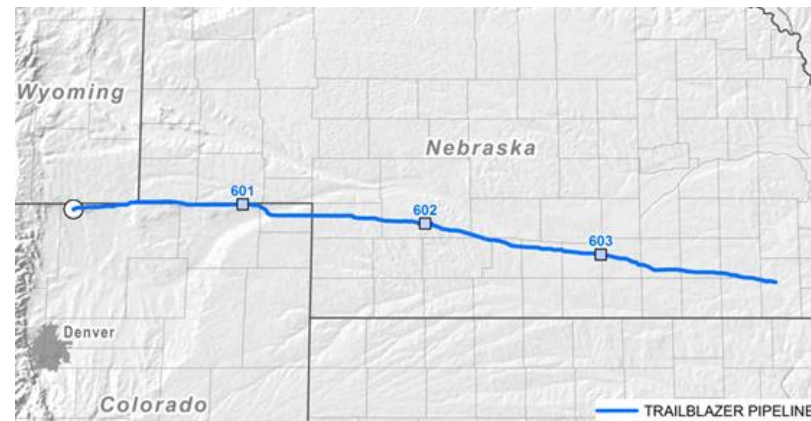 Wyoming
Nebraska
601
602
603
Denver
Colorado
TRAILBLAZER PIPELINE